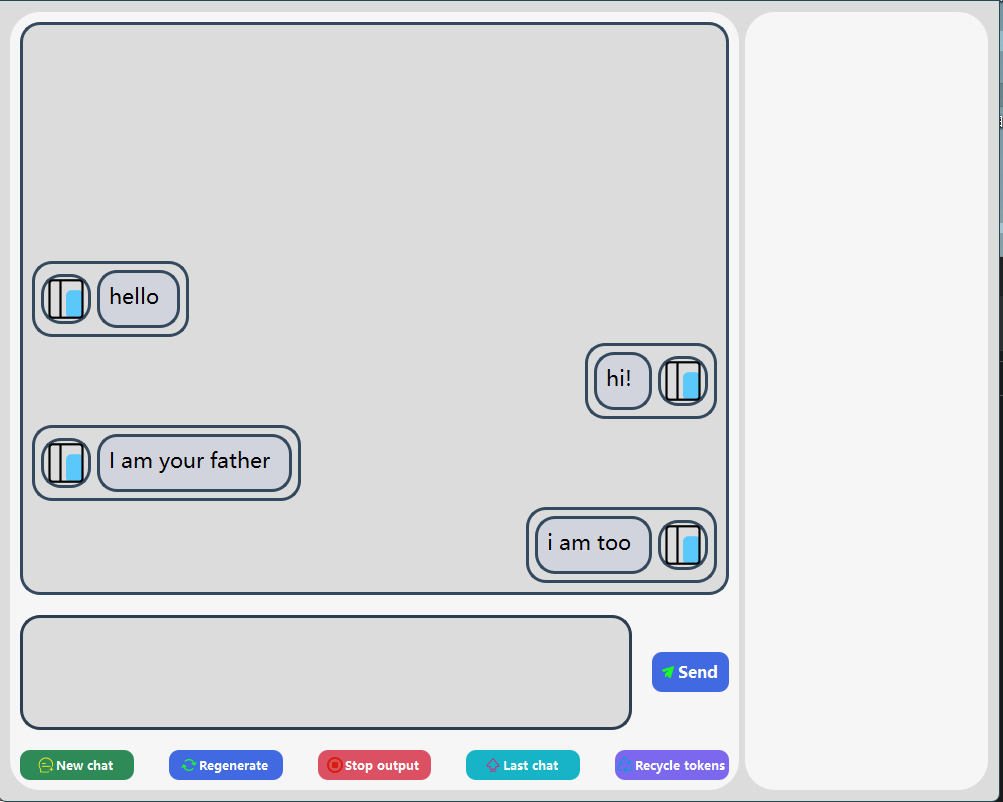 hello
hi!
I am your father
i am too
Send
New chat
Regenerate
Stop output
Last chat
Recycle tokens